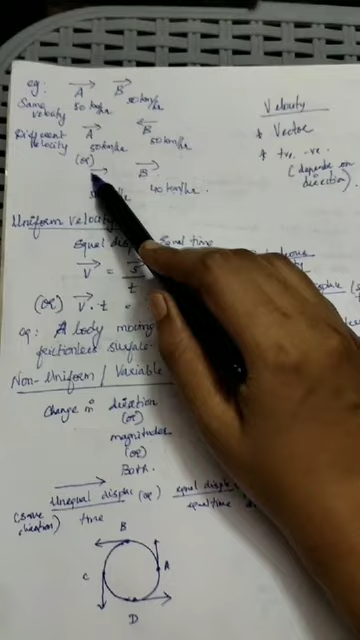 eg: A B
Same 50 km/hr 50 km/hr
velocity
Different A B
velocity 50 km/hr 50 km/hr
(or) B
40 km/hr.
Velocity
* Vector
* +ve, -ve.
(depends on
direction)
Uniform velocity
Equal disp Equal time
V = s
t
(or) V . t =
eg: A body moving
frictionless surface
Non-Uniform / Variable
Change in direction
(or)
magnitudes
(or)
Both.
Unequal displ (or) equal displ
(same direction) time equal time
B
A
C
D